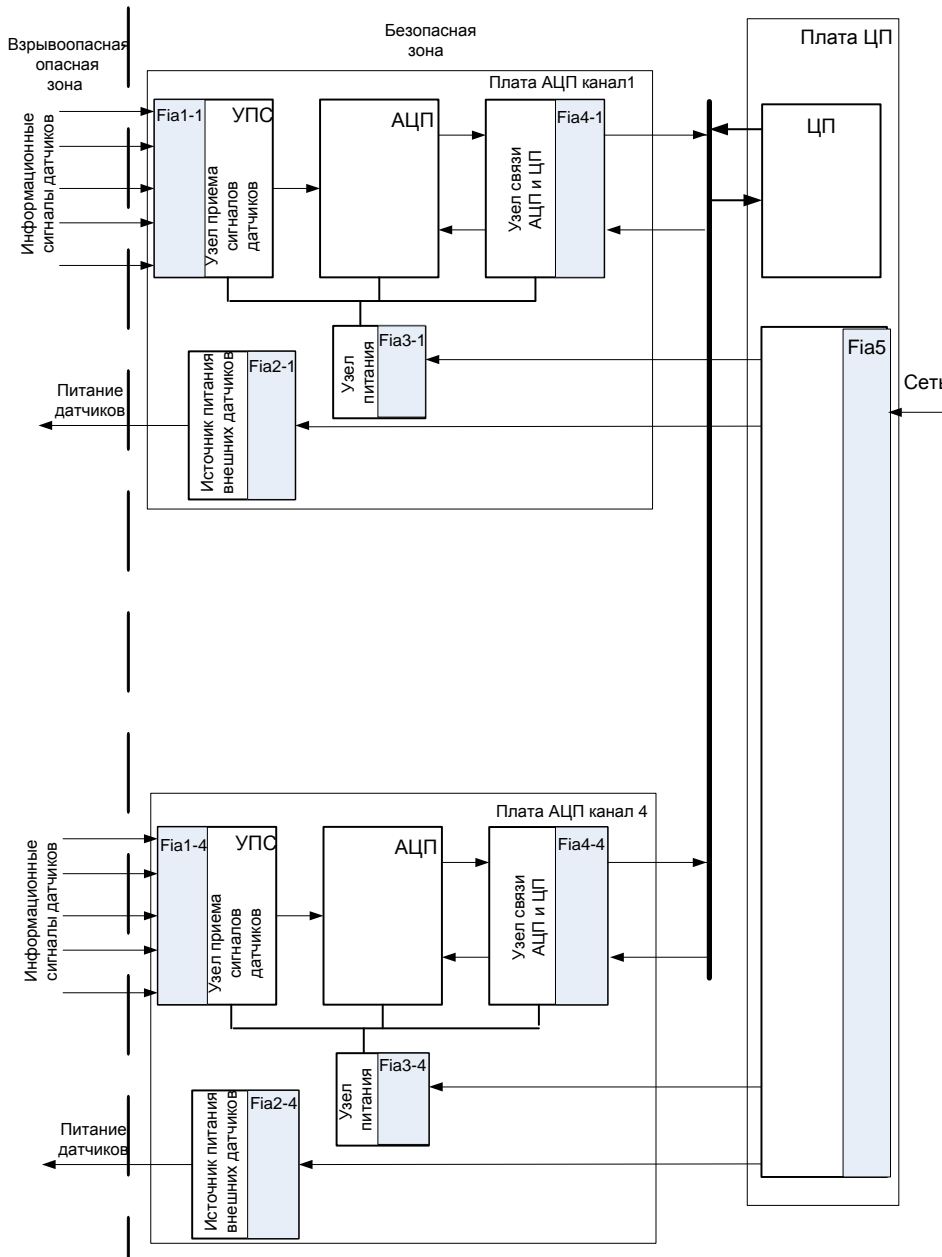 Взрывоопасная
опасная
зона
Безопасная
зона
Плата ЦП
Плата АЦП канал1
Информационные
сигналы датчиков
Fia1-1
УПС
Узел приема
сигналов
датчиков
АЦП
Fia4-1
Узел связи
АЦП и ЦП
ЦП
Fia3-1
Узел
питания
Fia2-1
Источник питания
внешних датчиков
Питание
датчиков
Fia5
Сеть
Плата АЦП канал 4
Информационные
сигналы датчиков
Fia1-4
УПС
Узел приема
сигналов
датчиков
АЦП
Fia4-4
Узел связи
АЦП и ЦП
Fia3-4
Узел
питания
Fia2-4
Источник питания
внешних датчиков
Питание
датчиков